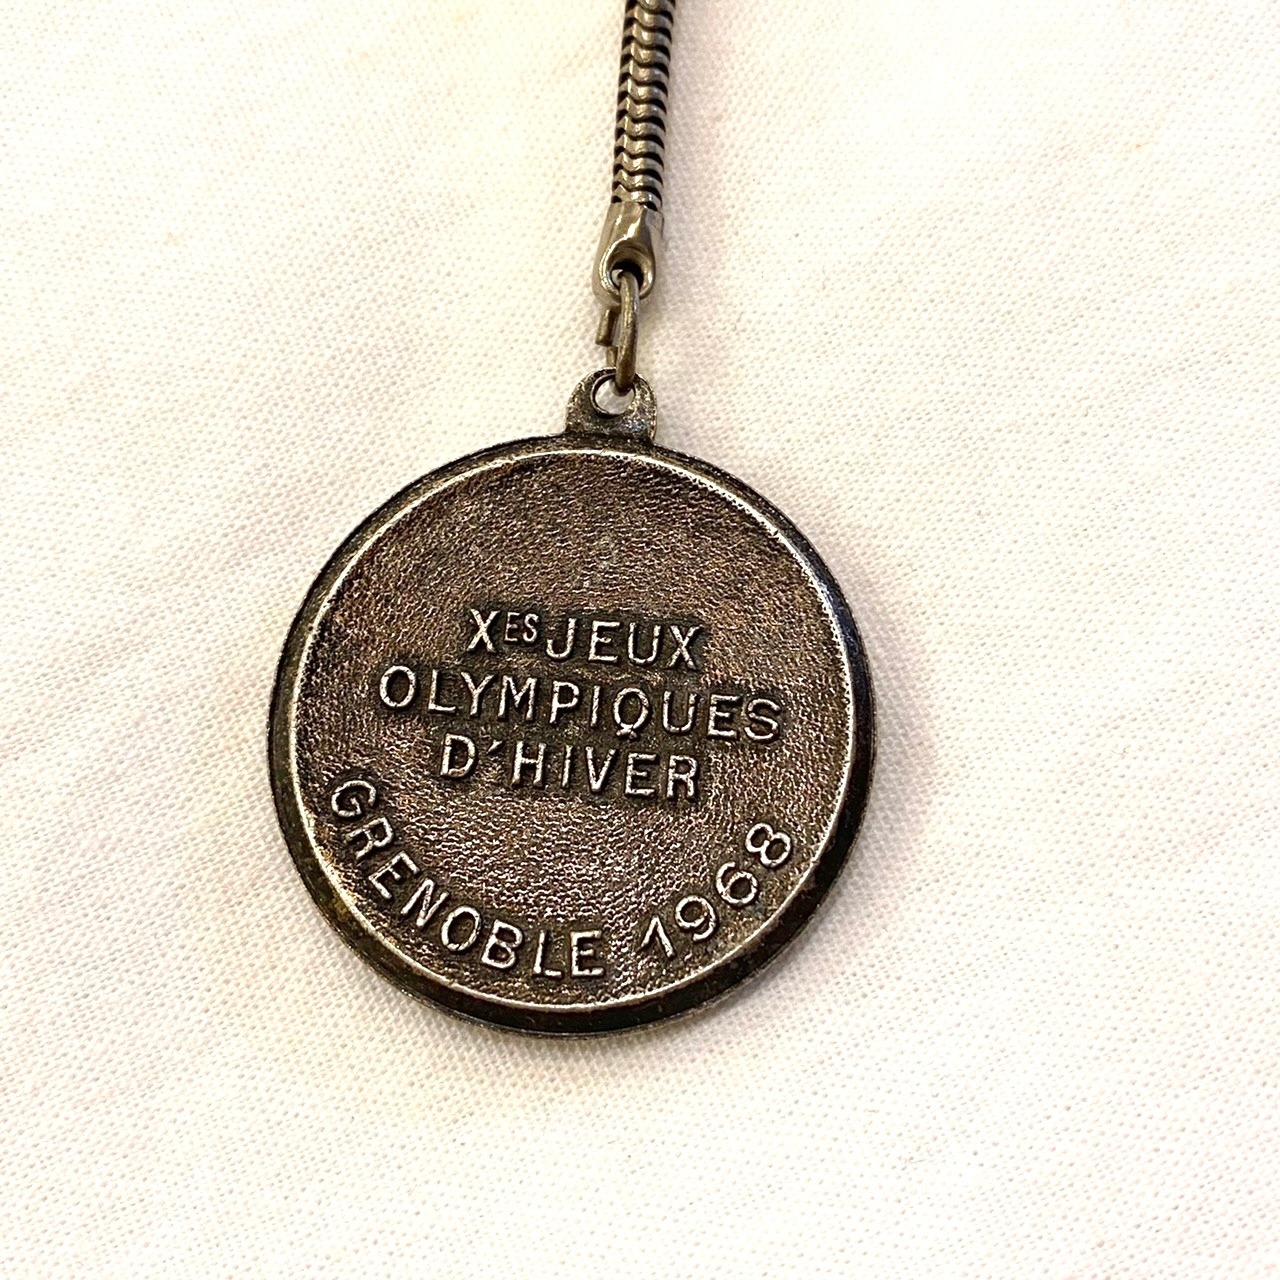 Xes JEUX
OLYMPIQUES
D'HIVER
GRENOBLE 1968